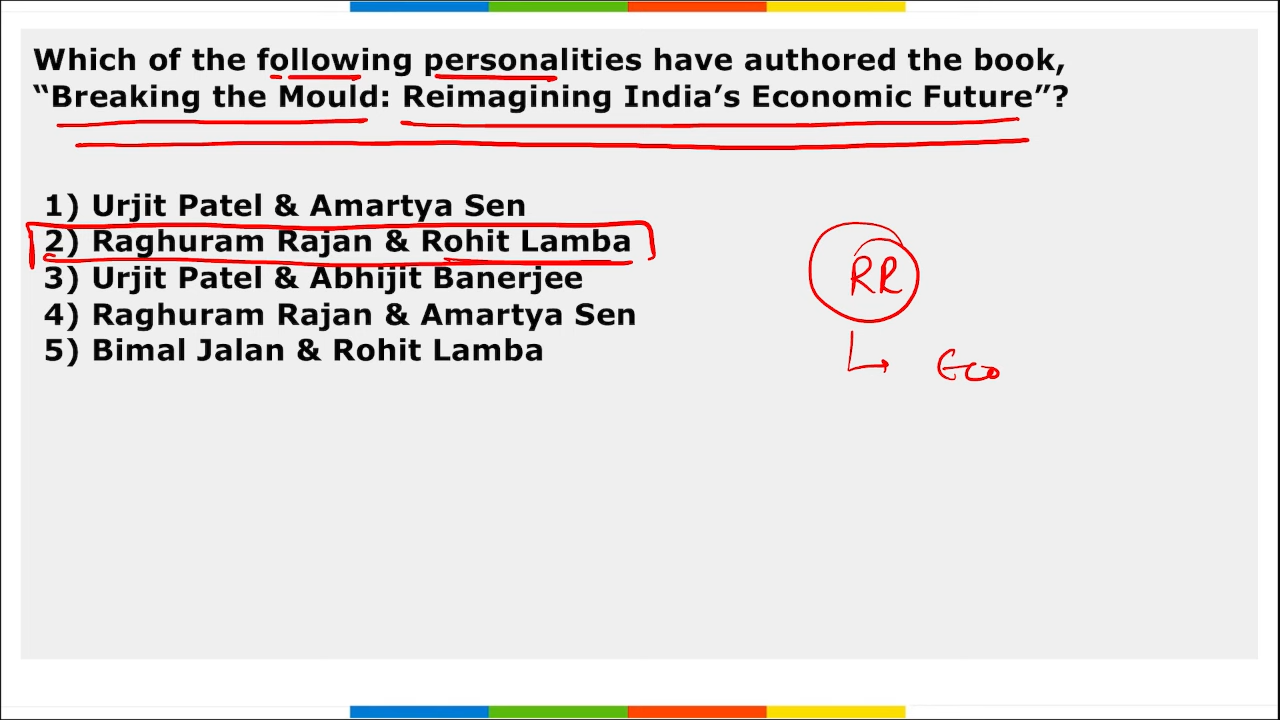 Which of the following personalities have authored the book,
“Breaking the Mould: Reimagining India’s Economic Future”?
1) Urjit Patel & Amartya Sen
2) Raghuram Rajan & Rohit Lamba
3) Urjit Patel & Abhijit Banerjee
4) Raghuram Rajan & Amartya Sen
5) Bimal Jalan & Rohit Lamba
RR
Eco